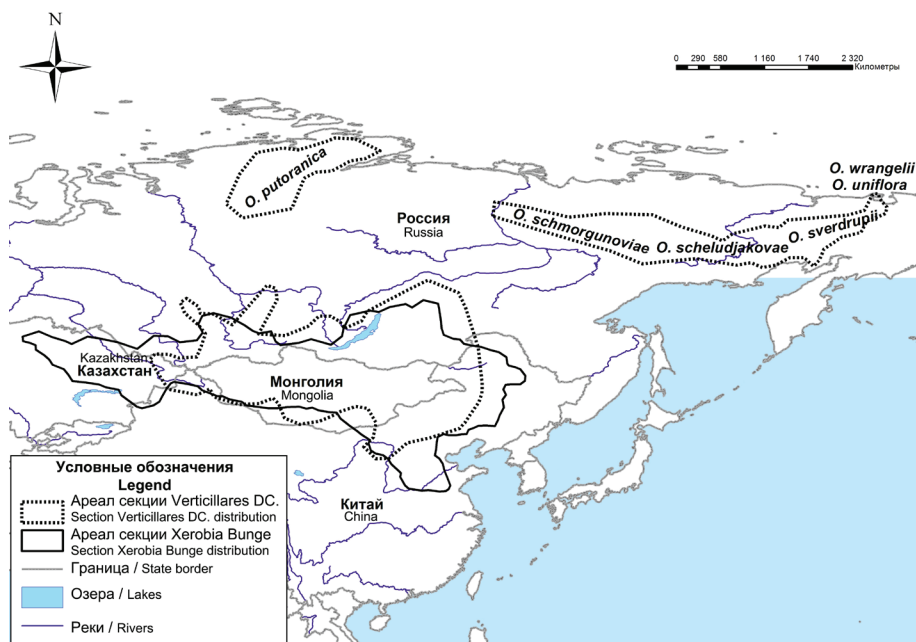 N
0 290 580 1 160 1 740 2 320
Километры
O. putoranica
O. wrangelii
O. uniflora
Россия
Russia
O. schmorgunoviae O. scheludjakovae O. sverdrupii
Kazakhstan
Казахстан
Монголия
Mongolia
Китай
China
Условные обозначения
Legend
Ареал секции Verticillares DC.
Section Verticillares DC. distribution
Ареал секции Xerobia Bunge
Section Xerobia Bunge distribution
Граница / State border
Озера / Lakes
Реки / Rivers